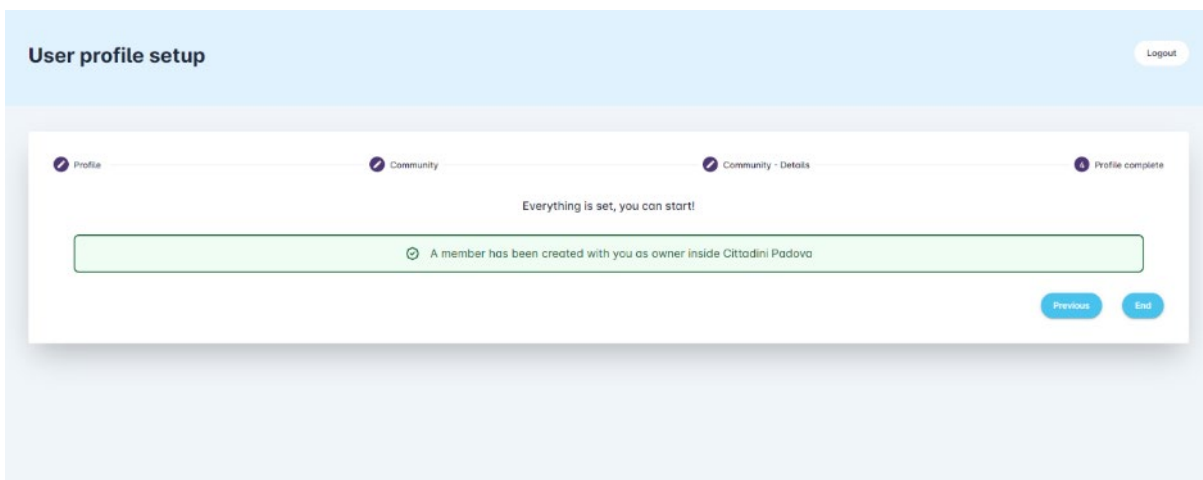 User profile setup
Logout
Profile
Community
Community - Details
6 Profile complete
Everything is set, you can start!
A member has been created with you as owner inside Cittadini Padova
Previous
End